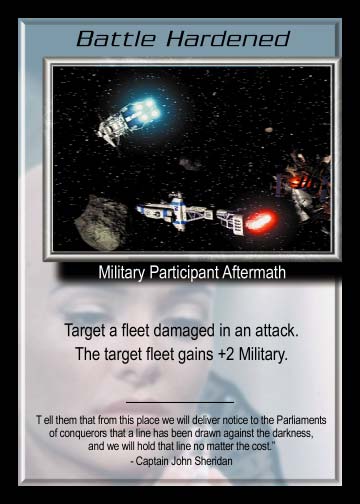 Battle Hardened
Military Participant Aftermath
Target a fleet damaged in an attack.
The target fleet gains +2 Military.
T ell them that from this place we will deliver notice to the Parliaments
of conquerors that a line has been drawn against the darkness,
and we will hold that line no matter the cost."
- Captain John Sheridan